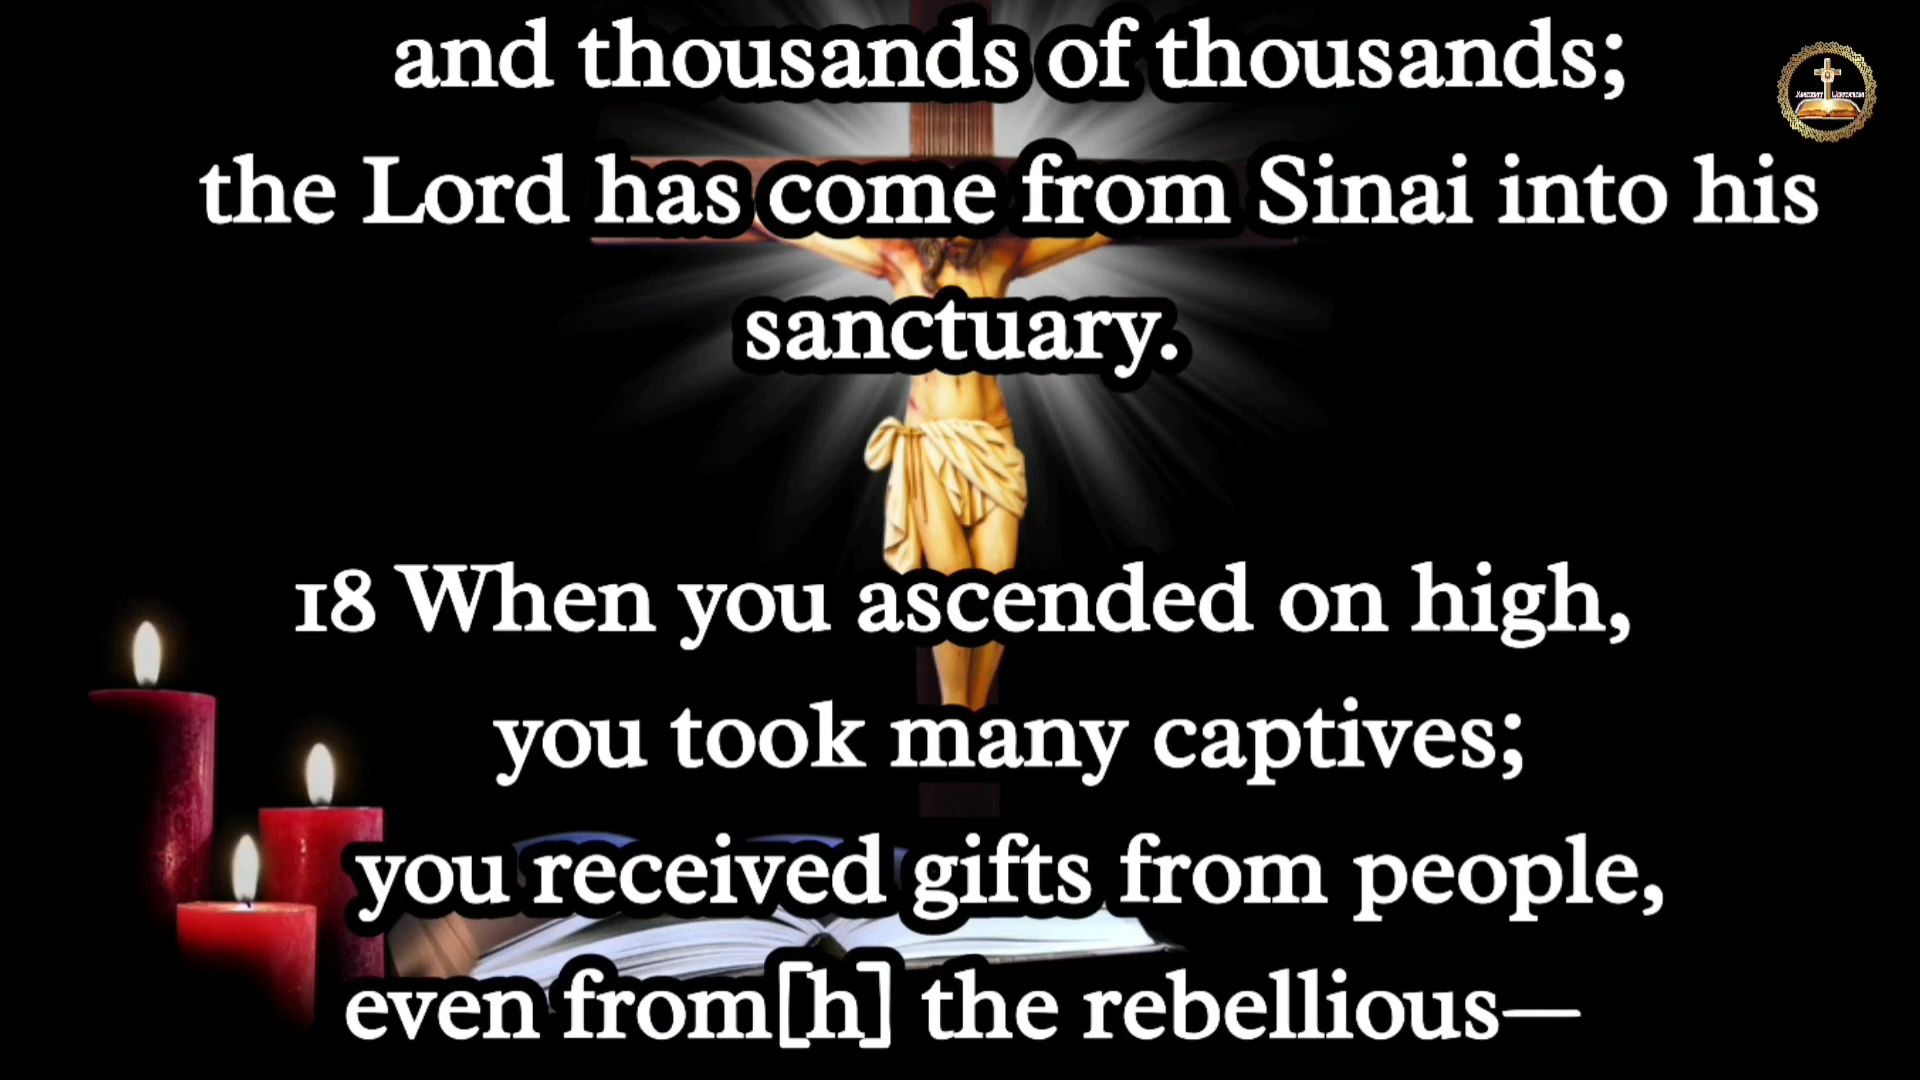 and thousands of thousands;
the Lord has come from Sinai into his
sanctuary.
18 When you ascended on high,
you took many captives;
you received gifts from people,
even from[h] the rebellious—